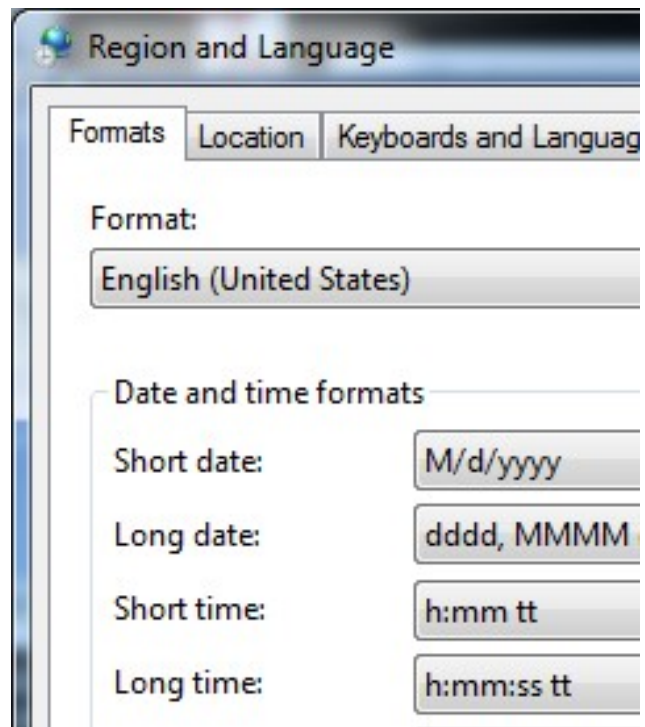 Region and Language
Formats Location Keyboards and Languag
Format:
English (United States)
Date and time formats
Short date: M/d/yyyy
Long date: dddd, MMMM
Short time: h:mm tt
Long time: h:mm:ss tt